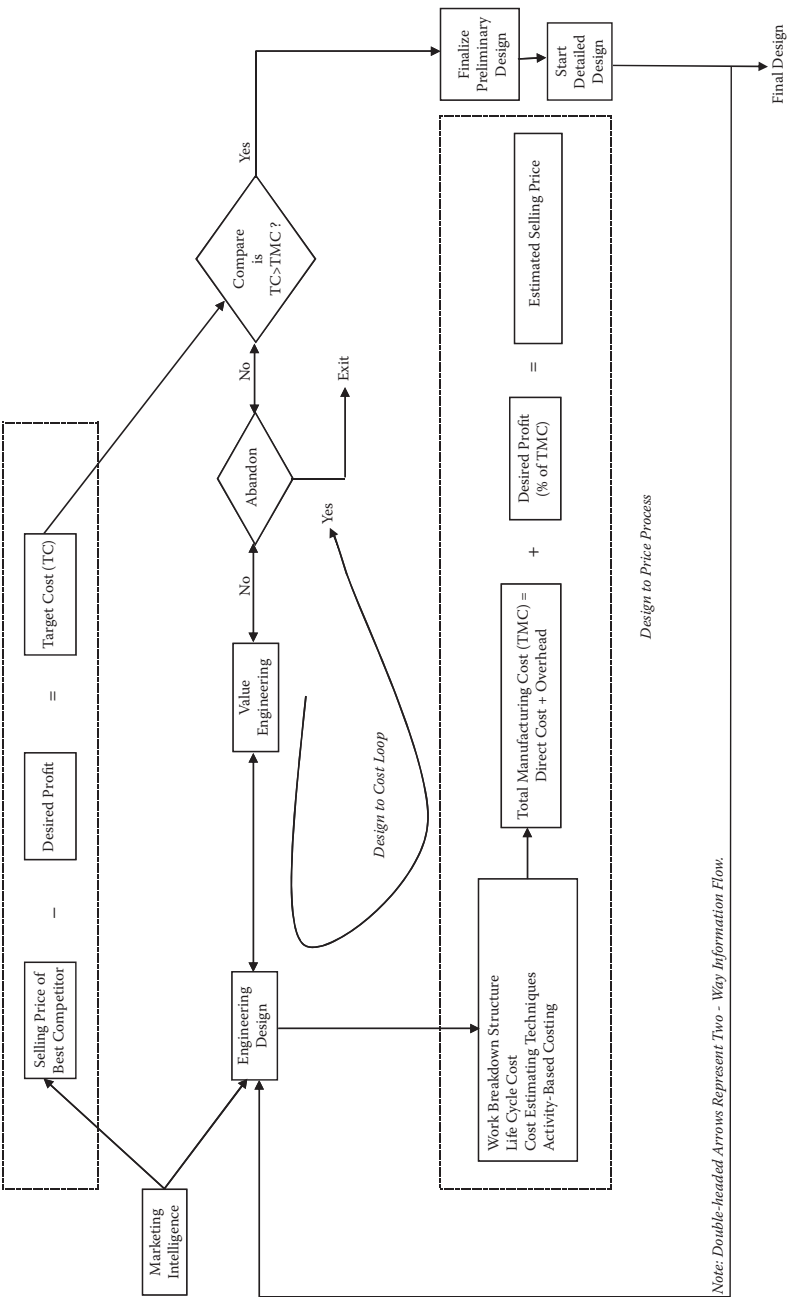 Selling Price of
Best Competitor
–
Desired Profit
=
Target Cost (TC)
Marketing
Intelligence
Engineering
Design
Value
Engineering
No
Abandon
No
Compare
is
TC>TMC ?
Yes
Exit
Yes
Design to Cost Loop
Finalize
Preliminary
Design
Start
Detailed
Design
Final Design
Work Breakdown Structure
Life Cycle Cost
Cost Estimating Techniques
Activity-Based Costing
Total Manufacturing Cost (TMC) =
Direct Cost + Overhead
+
Desired Profit
(% of TMC)
=
Estimated Selling Price
Design to Price Process
Note: Double-headed Arrows Represent Two - Way Information Flow.